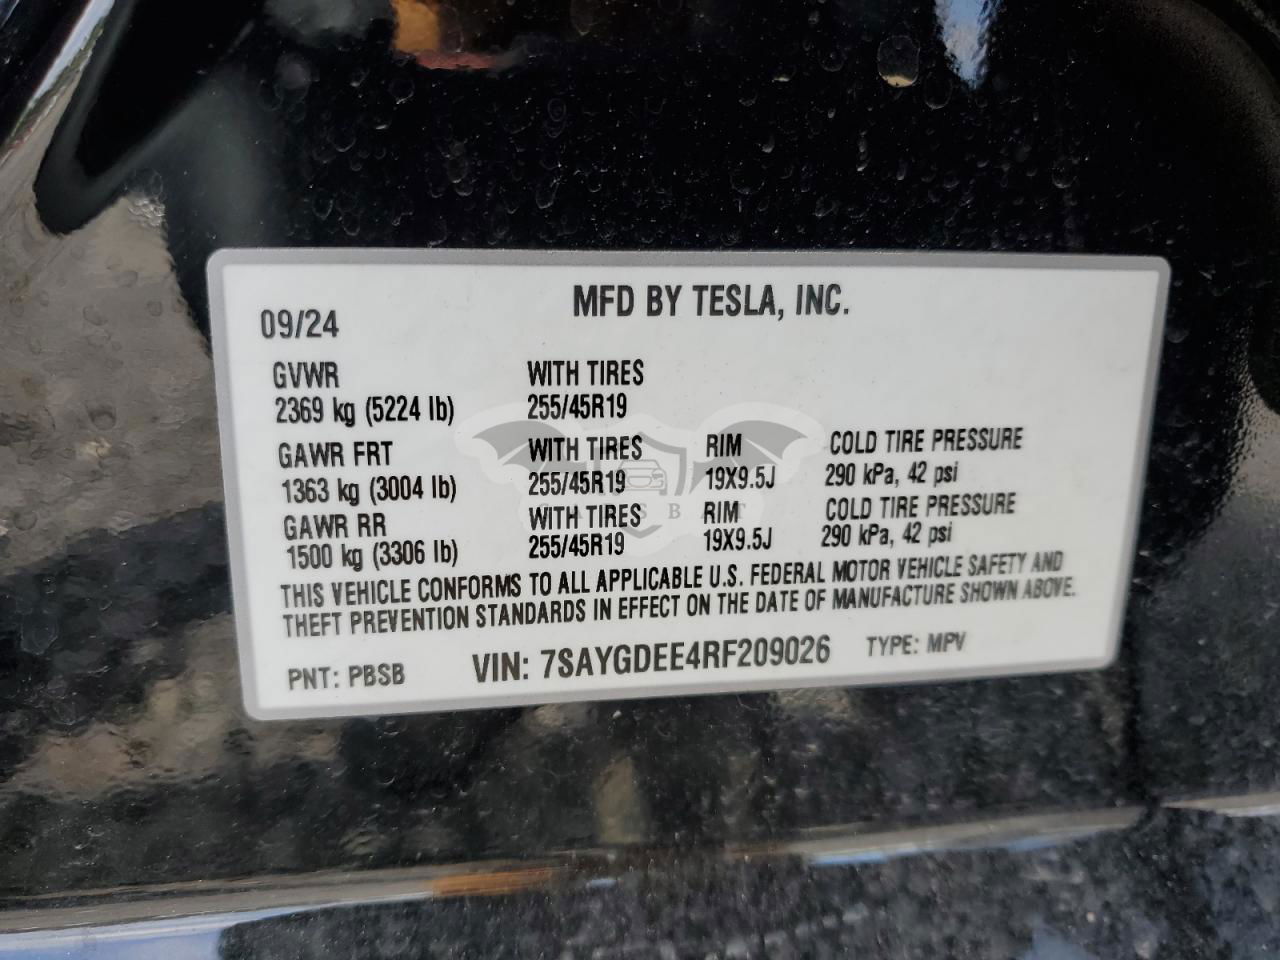 MFD BY TESLA, INC.
09/24
GVWR WITH TIRES
2369 kg (5224 lb) 255/45R19
GAWR FRT WITH TIRES RIM COLD TIRE PRESSURE
1363 kg (3004 lb) 255/45R19 19X9.5J 290 kPa, 42 psi
GAWR RR WITH TIRES RIM COLD TIRE PRESSURE
1500 kg (3306 lb) 255/45R19 19X9.5J 290 kPa, 42 psi
THIS VEHICLE CONFORMS TO ALL APPLICABLE U.S. FEDERAL MOTOR VEHICLE SAFETY AND
THEFT PREVENTION STANDARDS IN EFFECT ON THE DATE OF MANUFACTURE SHOWN ABOVE.
PNT: PBSB VIN: 7SAYGDEE4RF209026 TYPE: MPV